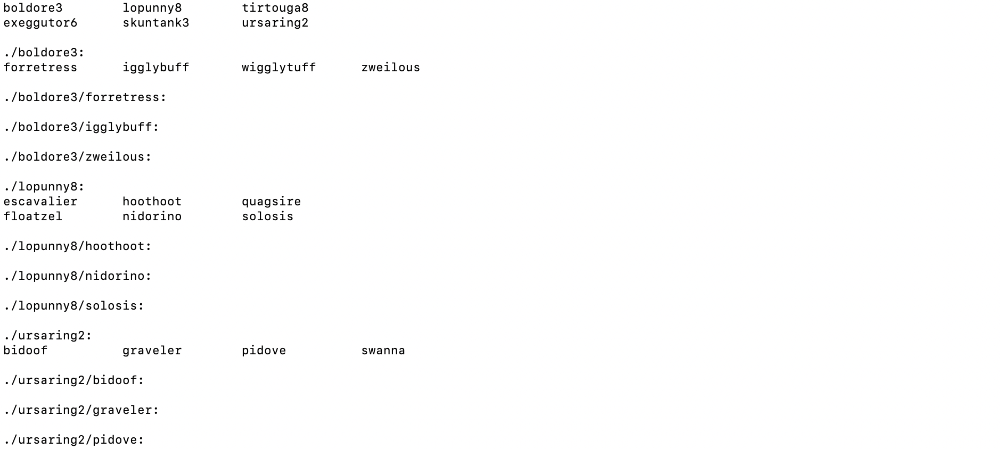 boldore3 lopunny8 tirtouga8
exeggutor6 skuntank3 ursaring2
./boldore3:
forretress igglybuff wigglytuff zweilous
./boldore3/forretress:
./boldore3/igglybuff:
./boldore3/zweilous:
./lopunny8:
escavalier hoothoot quagsire
floatzel nidorino solosis
./lopunny8/hoothoot:
./lopunny8/nidorino:
./lopunny8/solosis:
./ursaring2:
bidoof graveler pidove swanna
./ursaring2/bidoof:
./ursaring2/graveler:
./ursaring2/pidove: